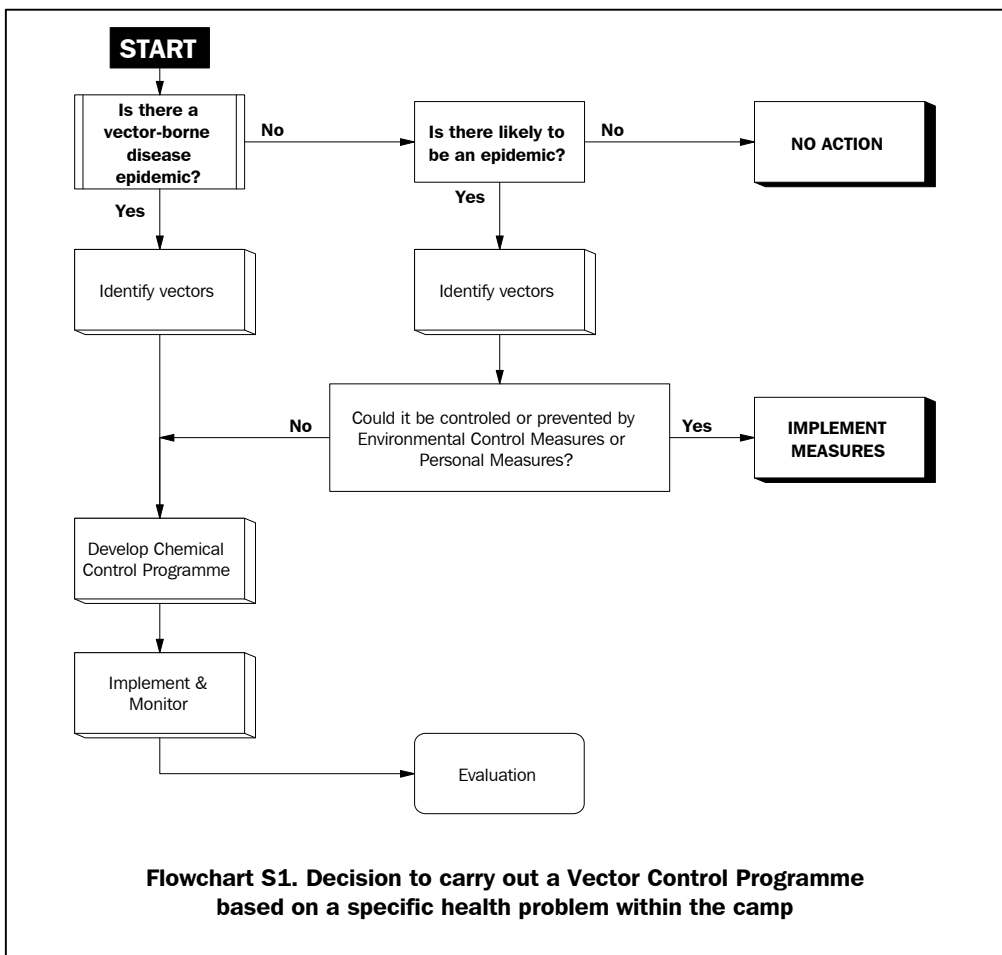 START
Is there a
vector-borne
disease
epidemic?
No
Is there likely to
be an epidemic?
No
NO ACTION
Yes
Yes
Identify vectors
Identify vectors
No
Could it be controled or prevented by
Environmental Control Measures or
Personal Measures?
Yes
IMPLEMENT
MEASURES
Develop Chemical
Control Programme
Implement &
Monitor
Evaluation
Flowchart S1. Decision to carry out a Vector Control Programme
based on a specific health problem within the camp